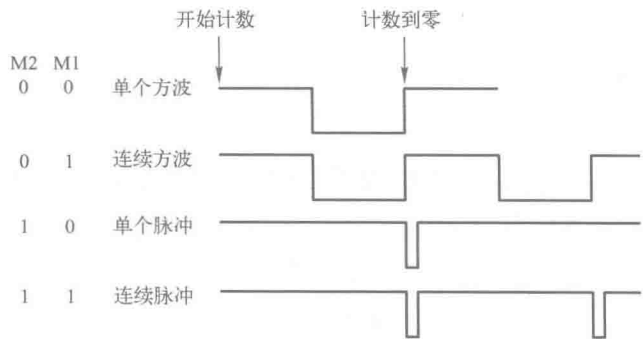 开始计数 计数到零
M2 M1
0 0 单个方波
0 1 连续方波
1 0 单个脉冲
1 1 连续脉冲